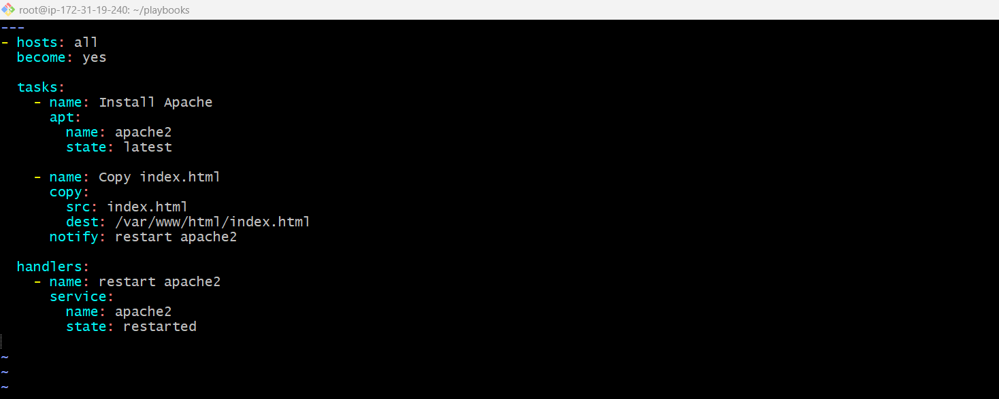 root@ip-172-31-19-240: ~/playbooks
---
- hosts: all
  become: yes

  tasks:
    - name: Install Apache
      apt:
        name: apache2
        state: latest

    - name: Copy index.html
      copy:
        src: index.html
        dest: /var/www/html/index.html
      notify: restart apache2

  handlers:
    - name: restart apache2
      service:
        name: apache2
        state: restarted

~
~
~